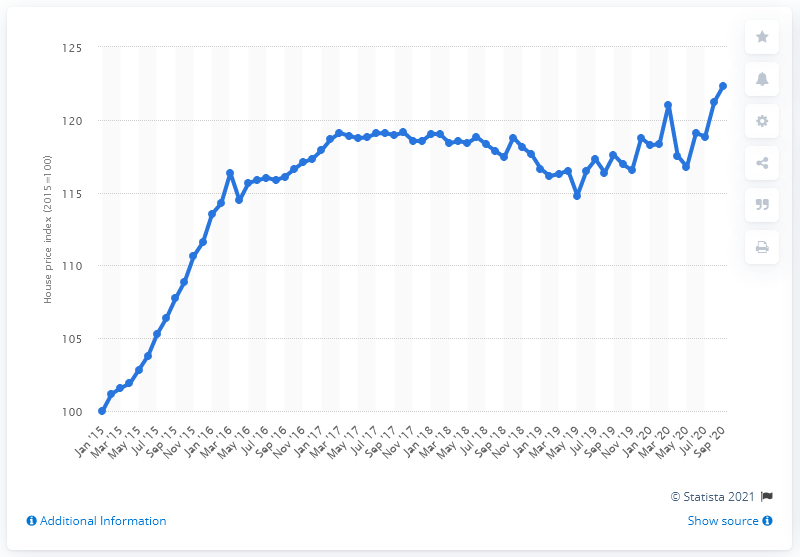 125
120
115
110
105
100
House price index (2015=100)
Jan '15
Mar '15
May '15
Jul '15
Sep '15
Nov '15
Jan '16
Mar '16
May '16
Jul '16
Sep '16
Nov '16
Jan '17
Mar '17
May '17
Jul '17
Sep '17
Nov '17
Jan '18
Mar '18
May '18
Jul '18
Sep '18
Nov '18
Jan '19
Mar '19
May '19
Jul '19
Sep '19
Nov '19
Jan '20
Mar '20
May '20
Jul '20
Sep '20
© Statista 2021
Additional Information
Show source